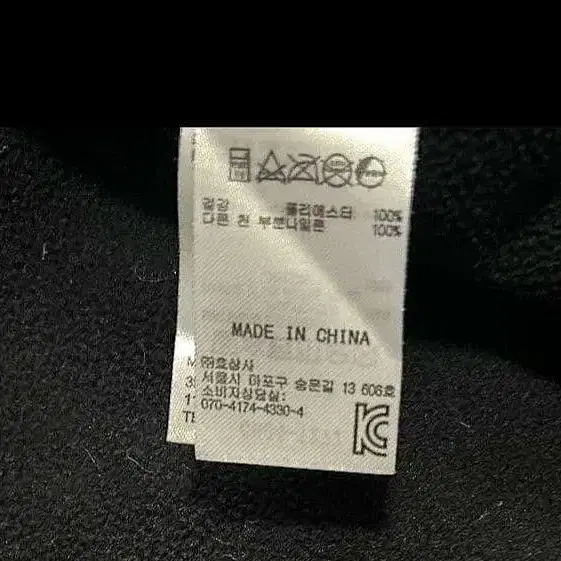 겉감 폴리에스터 100%
다른 천 부분나일론 100%
MADE IN CHINA
㈜효상사
서울시 마포구 숭문길 13 606호
소비자상담실:
070-4174-4330-4
KC